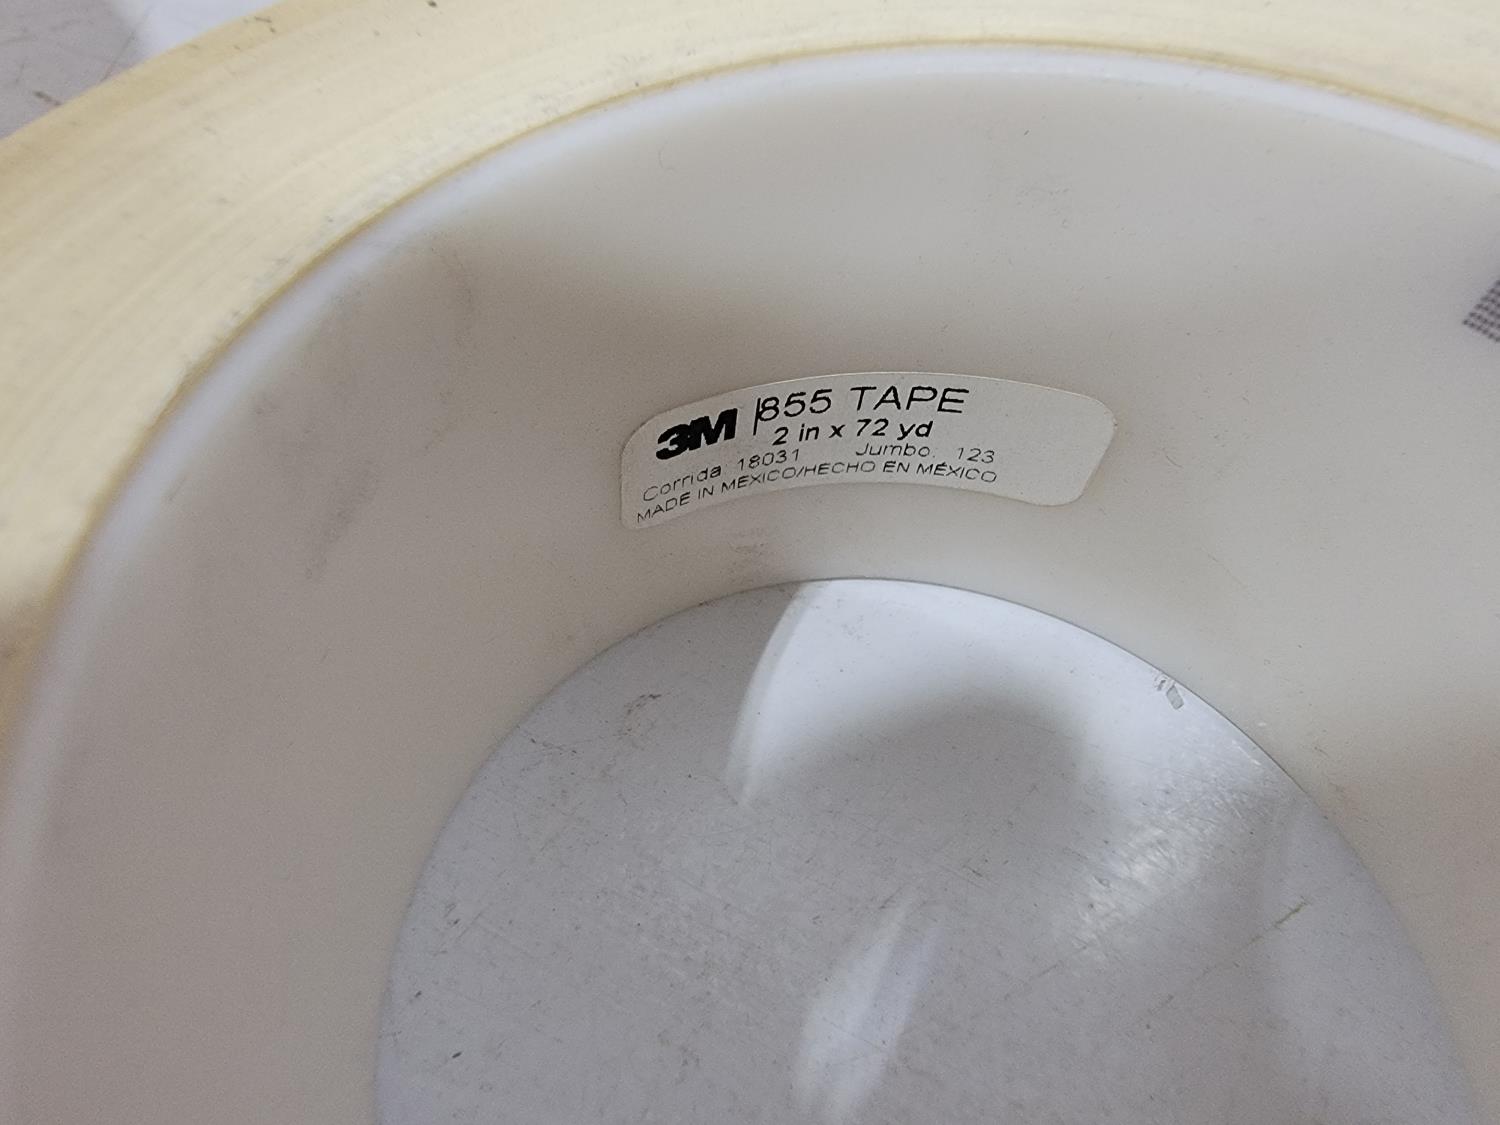 3M 855 TAPE
2 in x 72 yd
Corrida: 18031 Jumbo: 123
MADE IN MEXICO/HECHO EN MÉXICO